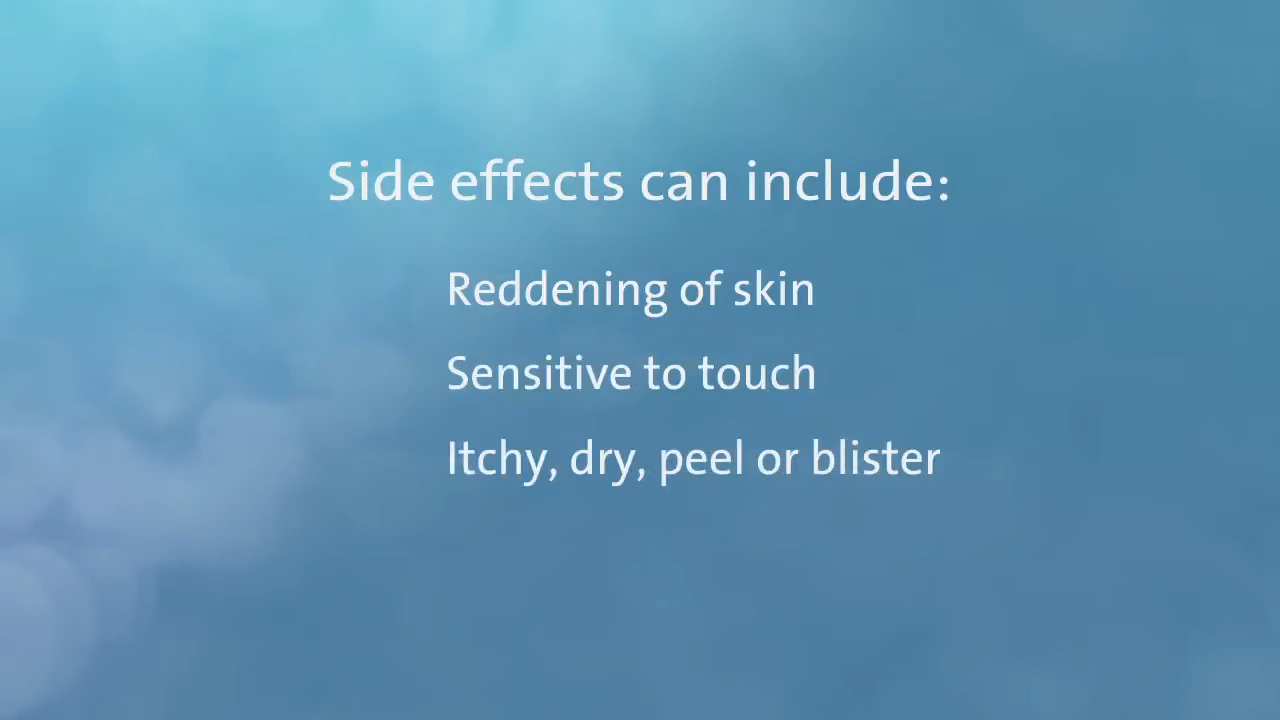 Side effects can include:
Reddening of skin
Sensitive to touch
Itchy, dry, peel or blister